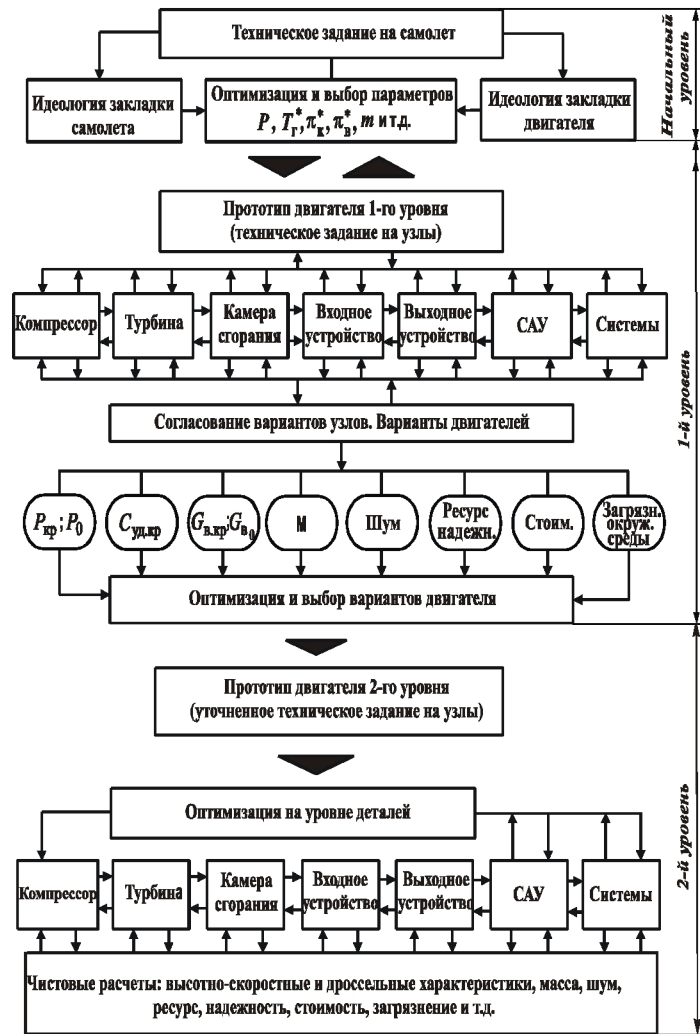 Техническое задание на самолет
Начальный
уровень
Идеология закладки
самолета
Оптимизация и выбор параметров
P, T*г, π*к, π*в, m и т.д.
Идеология закладки
двигателя
Прототип двигателя 1-го уровня
(техническое задание на узлы)
Компрессор
Турбина
Камера
сгорания
Входное
устройство
Выходное
устройство
САУ
Системы
1-й уровень
Согласование вариантов узлов. Варианты двигателей
Pкр; P0
Cуд.кр
Gв.кр; Gв0
М
Шум
Ресурс
надежн.
Стоим.
Загрязн.
окруж.
среды
Оптимизация и выбор вариантов двигателя
Прототип двигателя 2-го уровня
(уточненное техническое задание на узлы)
2-й уровень
Оптимизация на уровне деталей
Компрессор
Турбина
Камера
сгорания
Входное
устройство
Выходное
устройство
САУ
Системы
Чистовые расчеты: высотно-скоростные и дроссельные характеристики, масса, шум,
ресурс, надежность, стоимость, загрязнение и т.д.